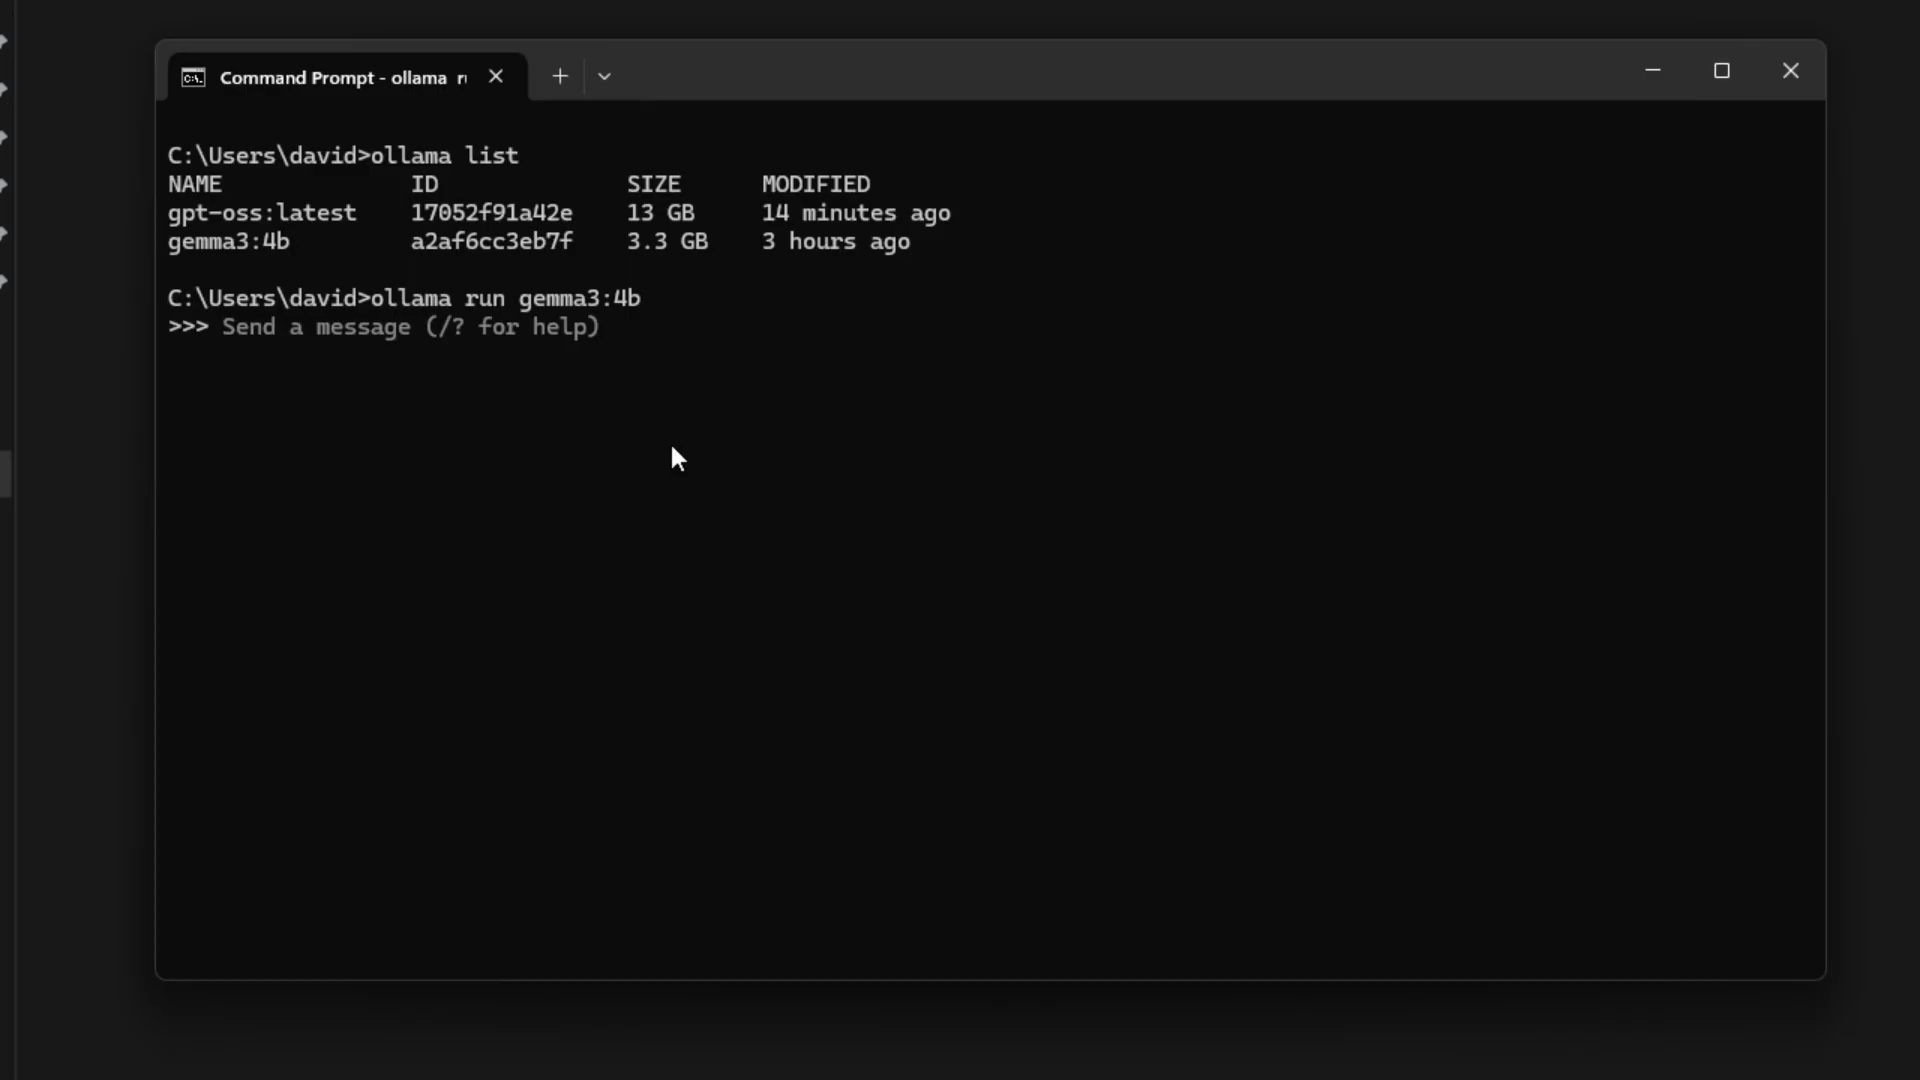 Command Prompt - ollama r
C:\Users\david>ollama list
NAME ID SIZE MODIFIED
gpt-oss:latest 17052f91a42e 13 GB 14 minutes ago
gemma3:4b a2af6cc3eb7f 3.3 GB 3 hours ago
C:\Users\david>ollama run gemma3:4b
>>> Send a message (/? for help)